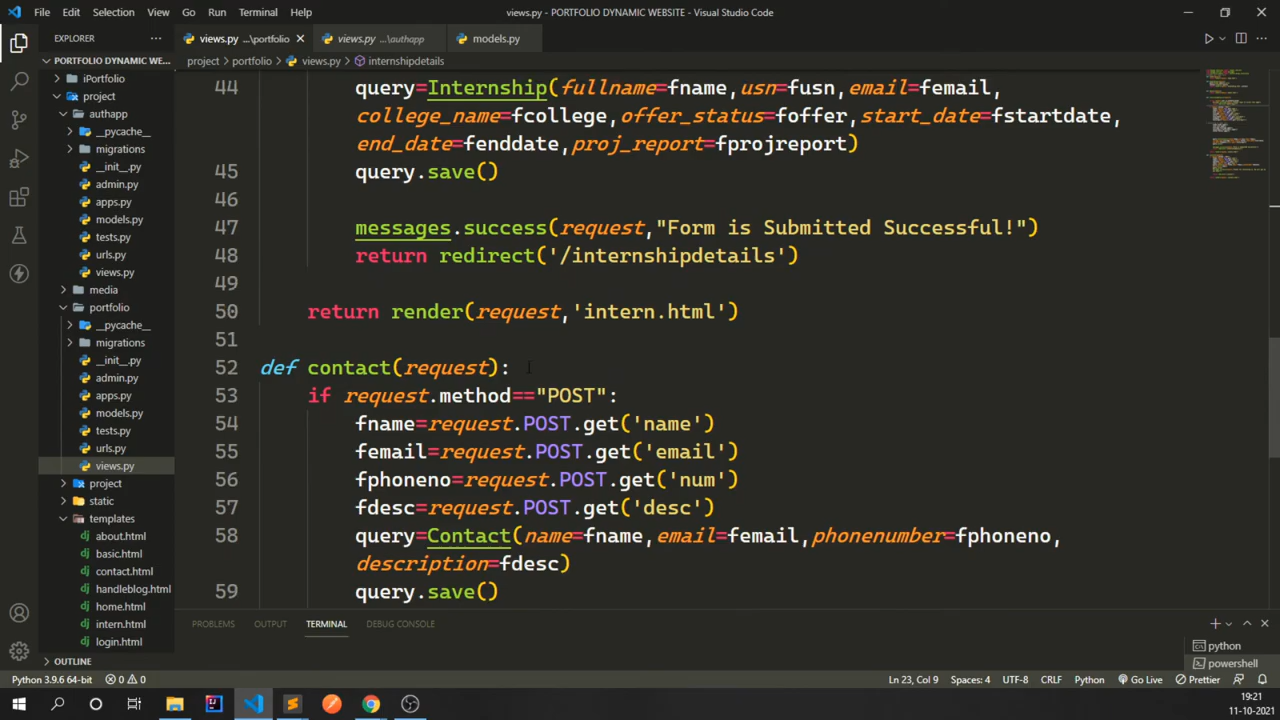 File Edit Selection View Go Run Terminal Help views.py - PORTFOLIO DYNAMIC WEBSITE - Visual Studio Code
EXPLORER
views.py ...\portfolio
views.py ...\authapp
models.py
PORTFOLIO DYNAMIC WE...
project > portfolio > views.py > internshipdetails
iPortfolio
project
authapp
__pycache__
migrations
__init__.py
admin.py
apps.py
models.py
tests.py
urls.py
views.py
media
portfolio
__pycache__
migrations
__init__.py
admin.py
apps.py
models.py
tests.py
urls.py
views.py
project
static
templates
about.html
basic.html
contact.html
handleblog.html
home.html
intern.html
login.html
OUTLINE
44 query=Internship(fullname=fname,usn=fusn,email=femail,
college_name=fcollege,offer_status=foffer,start_date=fstartdate,
end_date=fenddate,proj_report=fprojreport)
45 query.save()
46
47 messages.success(request,"Form is Submitted Successful!")
48 return redirect('/internshipdetails')
49
50 return render(request,'intern.html')
51
52 def contact(request):
53 if request.method=="POST":
54 fname=request.POST.get('name')
55 femail=request.POST.get('email')
56 fphoneno=request.POST.get('num')
57 fdesc=request.POST.get('desc')
58 query=Contact(name=fname,email=femail,phonenumber=fphoneno,
description=fdesc)
59 query.save()
PROBLEMS OUTPUT TERMINAL DEBUG CONSOLE
python
powershell
Python 3.9.6 64-bit 0 0 Ln 23, Col 9 Spaces: 4 UTF-8 CRLF Python Go Live Prettier
19:21
11-10-2021